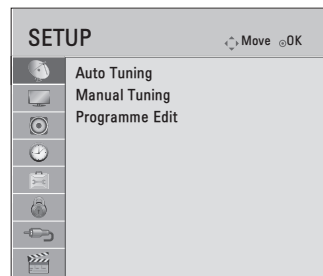 SETUP
Move OK
Auto Tuning
Manual Tuning
Programme Edit